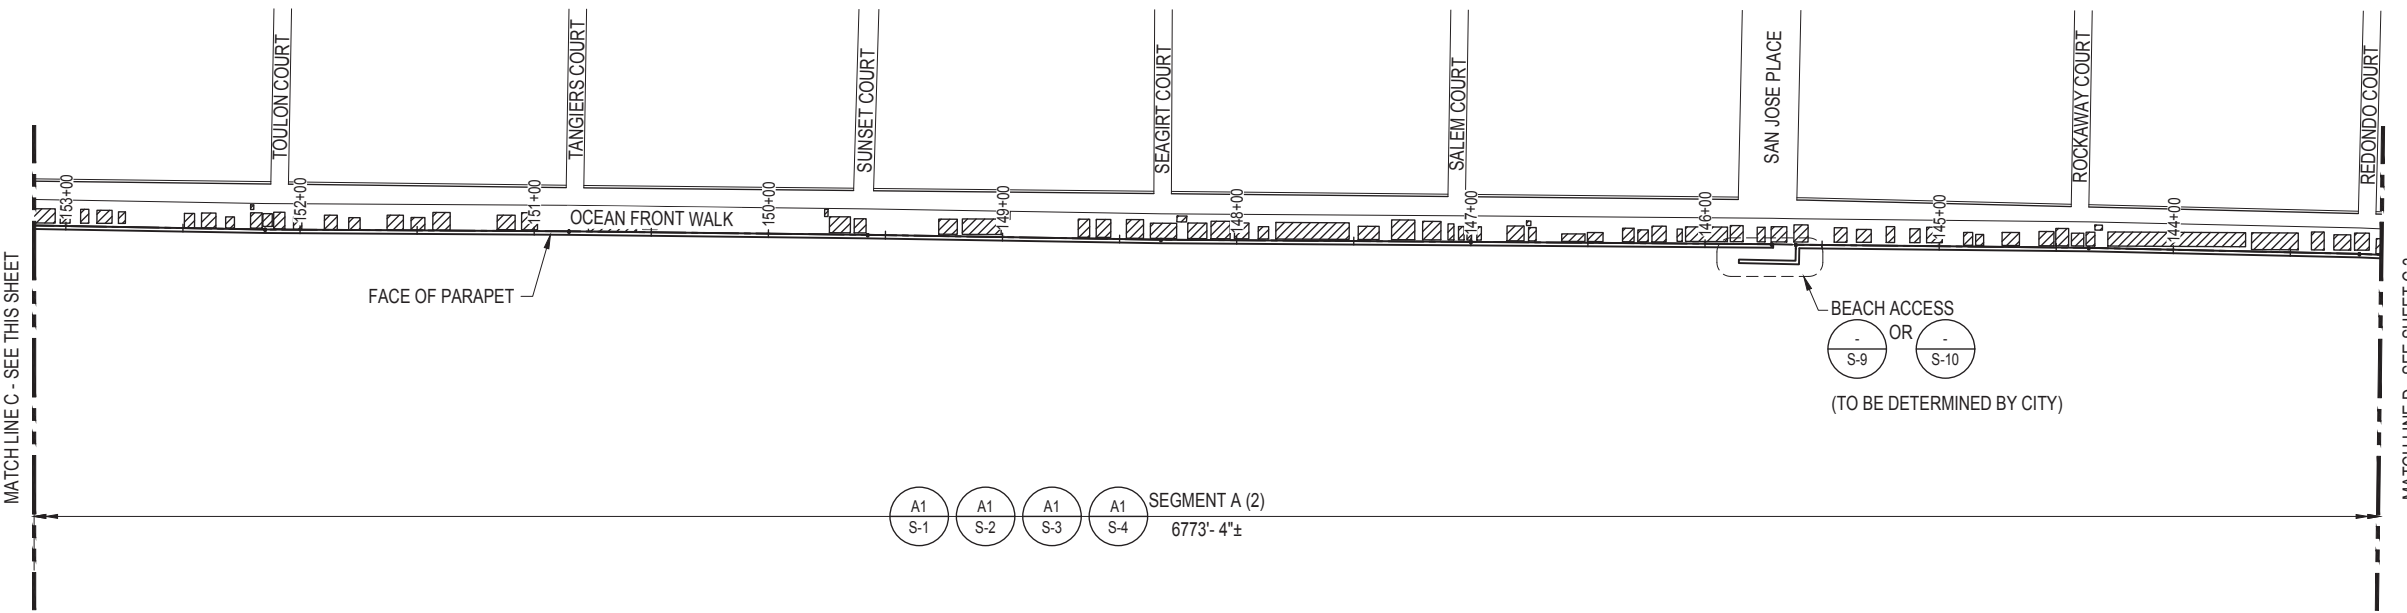 TOULON COURT
TANGIERS COURT
SUNSET COURT
SEAGIRT COURT
SALEM COURT
SAN JOSE PLACE
ROCKAWAY COURT
REDONDO COURT
153+00
152+00
151+00
150+00
149+00
148+00
147+00
146+00
145+00
144+00
OCEAN FRONT WALK
FACE OF PARAPET
BEACH ACCESS
OR
-
S-9
-
S-10
(TO BE DETERMINED BY CITY)
MATCH LINE C - SEE THIS SHEET
A1
S-1
A1
S-2
A1
S-3
A1
S-4
SEGMENT A (2)
6773'- 4"±